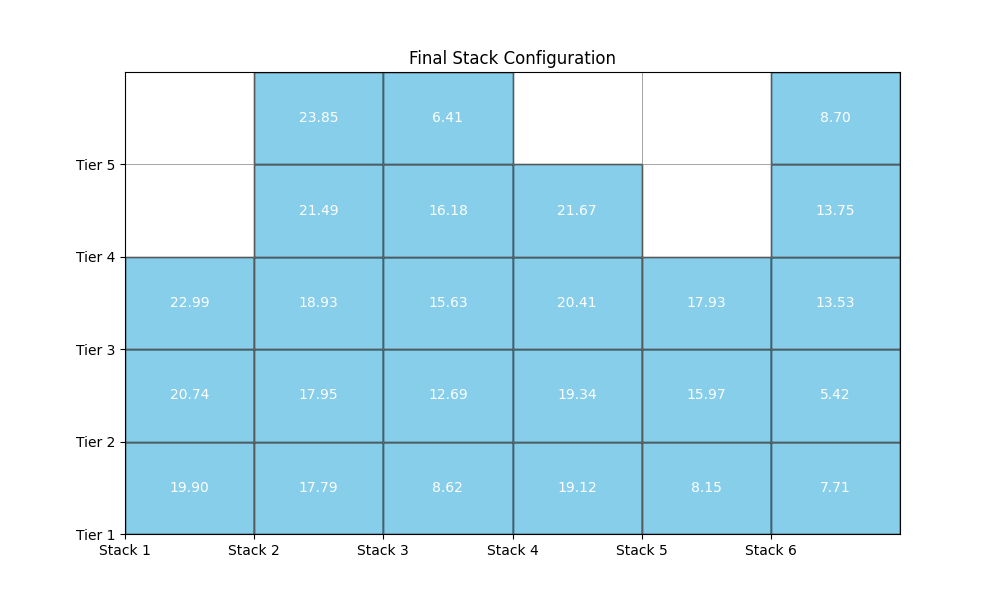 Final Stack Configuration
23.85 6.41 8.70
Tier 5
21.49 16.18 21.67 13.75
Tier 4
22.99 18.93 15.63 20.41 17.93 13.53
Tier 3
20.74 17.95 12.69 19.34 15.97 5.42
Tier 2
19.90 17.79 8.62 19.12 8.15 7.71
Tier 1
Stack 1 Stack 2 Stack 3 Stack 4 Stack 5 Stack 6